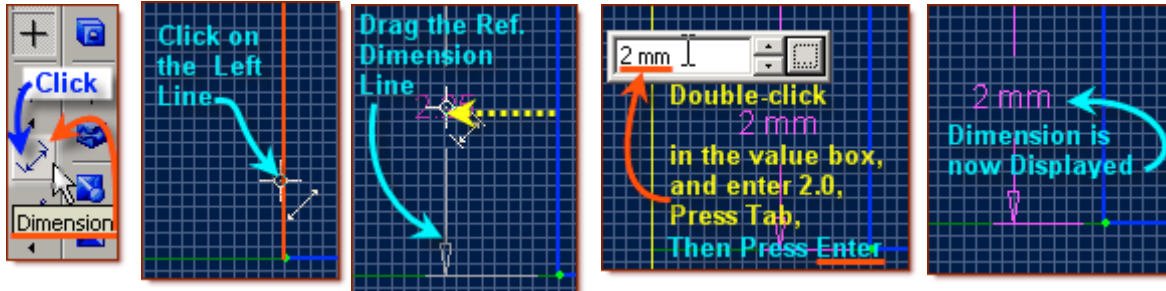 Click
Dimension
Click on
the Left
Line
Drag the Ref.
Dimension
Line
2 mm
Double-click
2 mm
in the value box,
and enter 2.0,
Press Tab,
Then Press Enter
2 mm
Dimension is
now Displayed